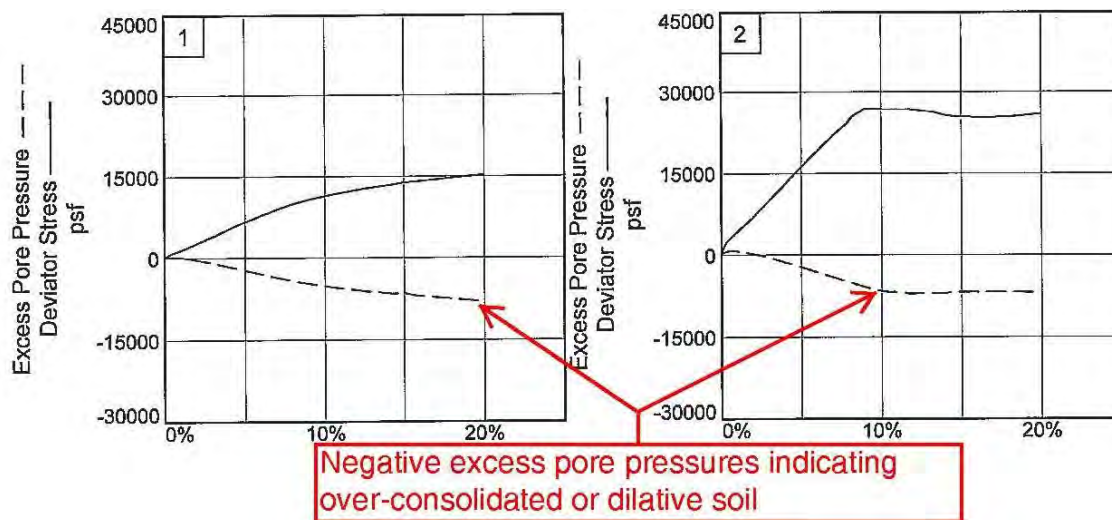 1
45000
30000
15000
0
-15000
-30000
0%
10%
20%
Excess Pore Pressure — — —
Deviator Stress ——
psf
2
45000
30000
15000
0
-15000
-30000
0%
10%
20%
Excess Pore Pressure — — —
Deviator Stress ——
psf
Negative excess pore pressures indicating
over-consolidated or dilative soil